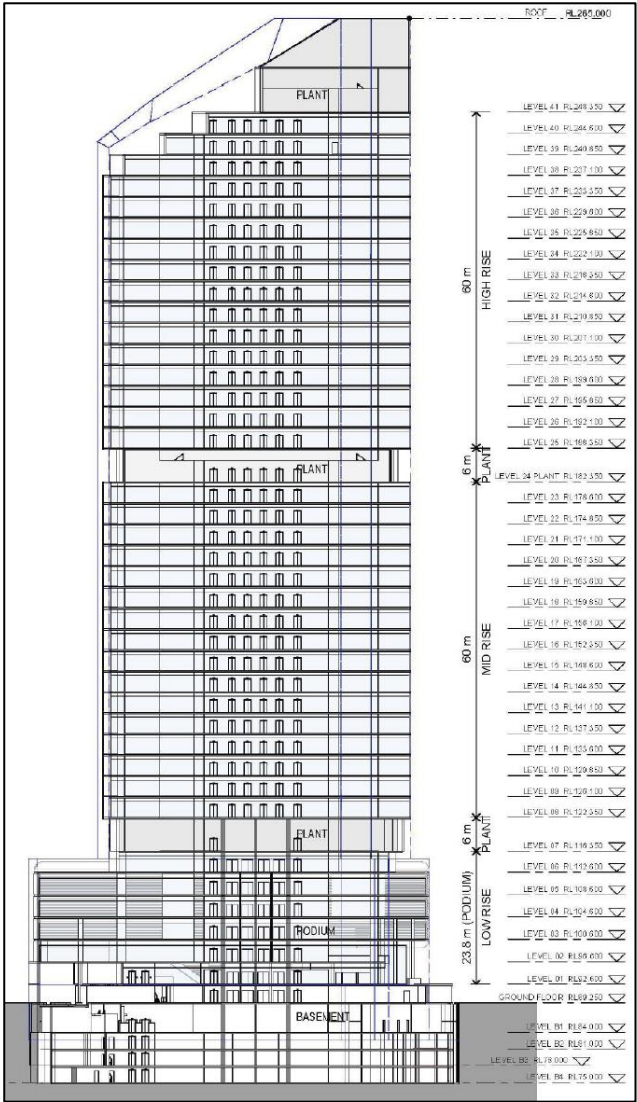 ROOF RL265.000
PLANT
LEVEL 41 RL248.350
LEVEL 40 RL244.600
LEVEL 39 RL240.850
LEVEL 38 RL237.100
LEVEL 37 RL233.350
LEVEL 36 RL229.600
LEVEL 35 RL225.850
LEVEL 34 RL222.100
LEVEL 33 RL218.350
LEVEL 32 RL214.600
LEVEL 31 RL210.850
LEVEL 30 RL207.100
LEVEL 29 RL203.350
LEVEL 28 RL199.600
LEVEL 27 RL195.850
LEVEL 26 RL192.100
LEVEL 25 RL188.350
60 m
HIGH RISE
PLANT
6 m
PLANT
LEVEL 24 PLANT RL182.350
LEVEL 23 RL178.600
LEVEL 22 RL174.850
LEVEL 21 RL171.100
LEVEL 20 RL167.350
LEVEL 19 RL163.600
LEVEL 18 RL159.850
LEVEL 17 RL156.100
LEVEL 16 RL152.350
LEVEL 15 RL148.600
LEVEL 14 RL144.850
LEVEL 13 RL141.100
LEVEL 12 RL137.350
LEVEL 11 RL133.600
LEVEL 10 RL129.850
LEVEL 09 RL126.100
LEVEL 08 RL122.350
60 m
MID RISE
PLANT
6 m
PLANT
LEVEL 07 RL116.350
LEVEL 06 RL112.600
LEVEL 05 RL108.600
LEVEL 04 RL104.600
LEVEL 03 RL100.600
LEVEL 02 RL96.600
LEVEL 01 RL92.600
23.8 m (PODIUM)
LOW RISE
PODIUM
GROUND FLOOR RL89.250
BASEMENT
LEVEL B1 RL84.000
LEVEL B2 RL81.000
LEVEL B3 RL78.000
LEVEL B4 RL75.000